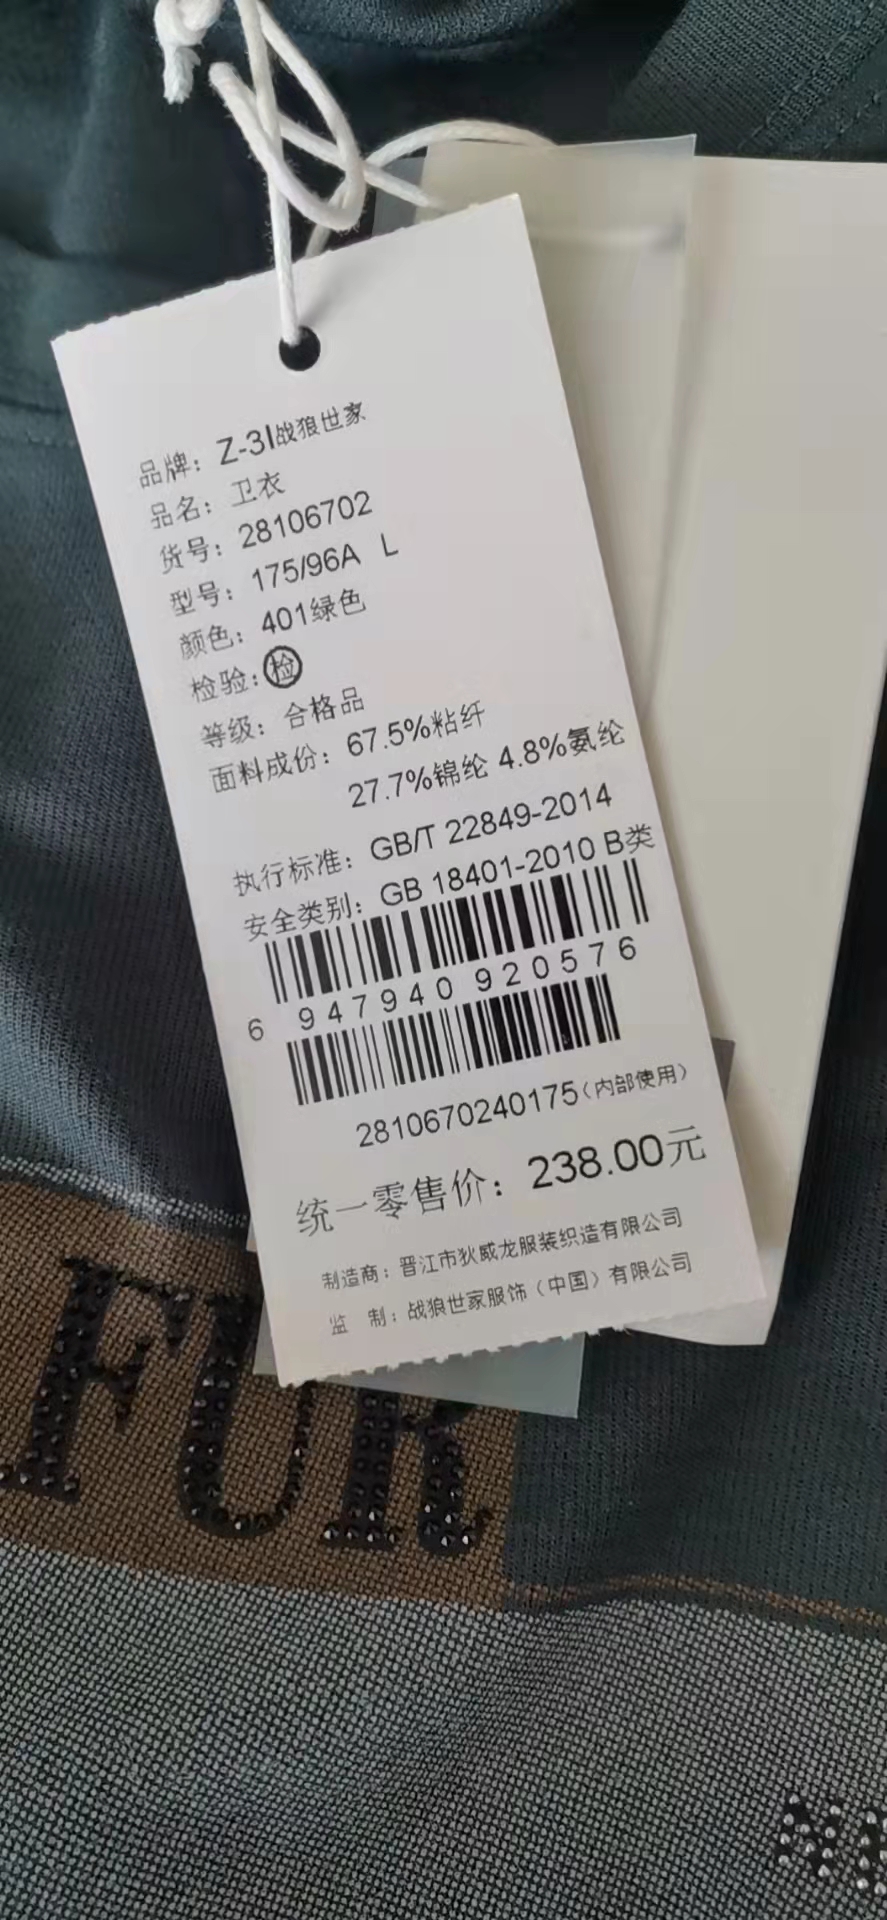 品牌：Z-3I战狼世家
品名：卫衣
货号：28106702
型号：175/96A L
颜色：401绿色
检验：检
等级：合格品
面料成份：67.5%粘纤
27.7%锦纶 4.8%氨纶
执行标准：GB/T 22849-2014
安全类别：GB 18401-2010 B类
6 947940 920576
2810670240175（内部使用）
统一零售价：238.00元
制造商：晋江市狄威龙服装织造有限公司
监 制：战狼世家服饰（中国）有限公司
FUR